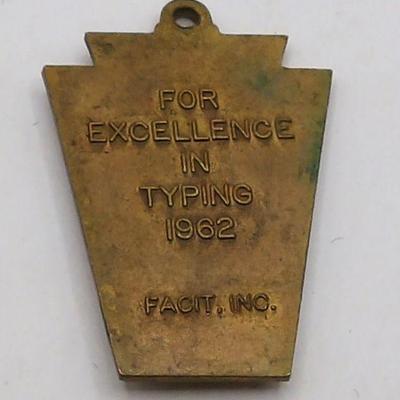 FOR
EXCELLENCE
IN
TYPING
1962
FACIT, INC.